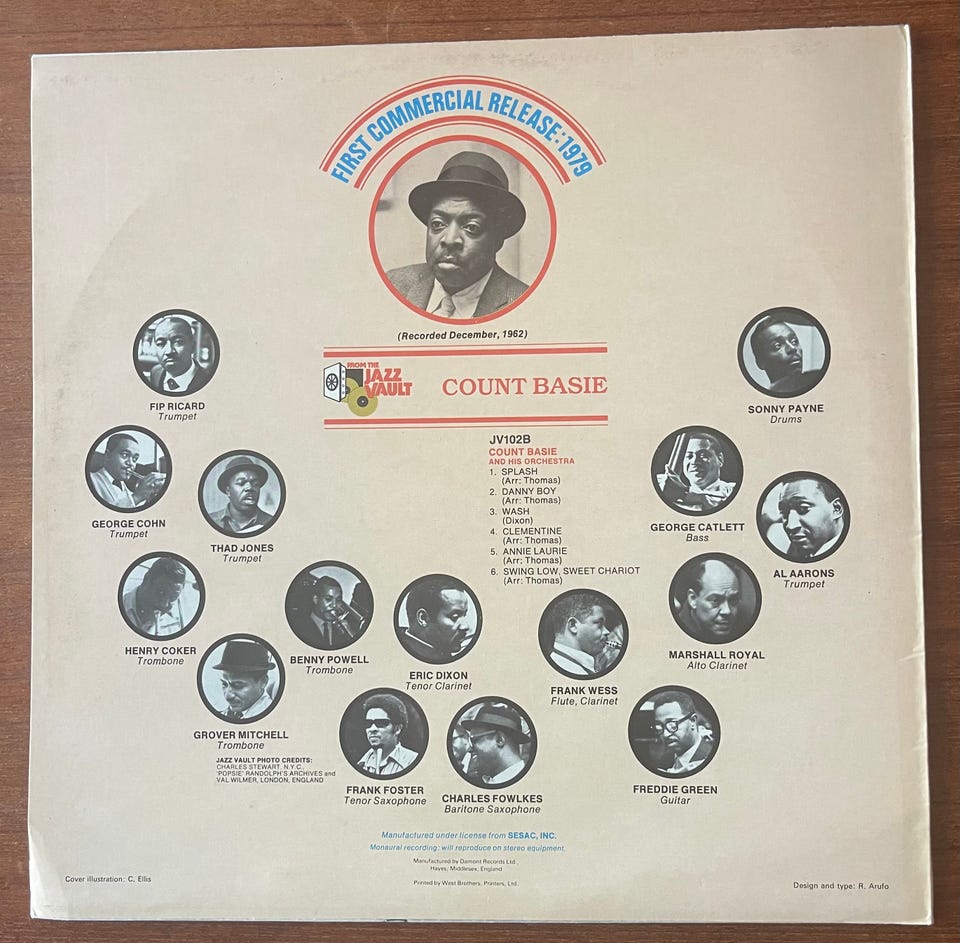 FIRST COMMERCIAL RELEASE: 1979
(Recorded December, 1962)
FROM THE
JAZZ
VAULT
COUNT BASIE
FIP RICARD
Trumpet
SONNY PAYNE
Drums
GEORGE COHN
Trumpet
THAD JONES
Trumpet
JV102B
COUNT BASIE
AND HIS ORCHESTRA
1. SPLASH
(Arr: Thomas)
2. DANNY BOY
(Arr: Thomas)
3. WASH
(Dixon)
4. CLEMENTINE
(Arr: Thomas)
5. ANNIE LAURIE
(Arr: Thomas)
6. SWING LOW, SWEET CHARIOT
(Arr: Thomas)
GEORGE CATLETT
Bass
AL AARONS
Trumpet
HENRY COKER
Trombone
BENNY POWELL
Trombone
ERIC DIXON
Tenor Clarinet
FRANK WESS
Flute, Clarinet
MARSHALL ROYAL
Alto Clarinet
GROVER MITCHELL
Trombone
JAZZ VAULT PHOTO CREDITS:
CHARLES STEWART, N.Y.C.,
'POPSIE' RANDOLPH'S ARCHIVES and
VAL WILMER, LONDON, ENGLAND
FRANK FOSTER
Tenor Saxophone
CHARLES FOWLKES
Baritone Saxophone
FREDDIE GREEN
Guitar
Manufactured under license from SESAC, INC.
Monaural recording: will reproduce on stereo equipment.
Manufactured by Damont Records Ltd.,
Hayes, Middlesex, England
Printed by West Brothers, Printers, Ltd.
Cover illustration: C. Ellis
Design and type: R. Arufo